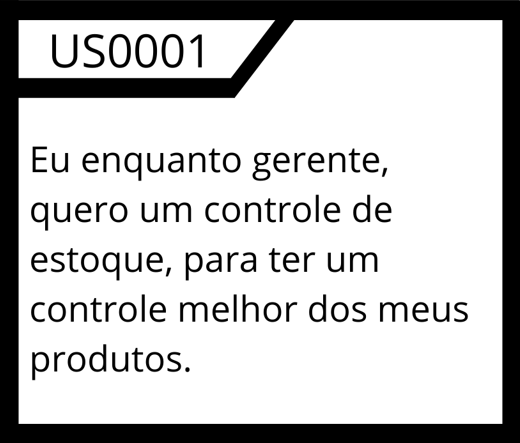 US0001
Eu enquanto gerente,
quero um controle de
estoque, para ter um
controle melhor dos meus
produtos.